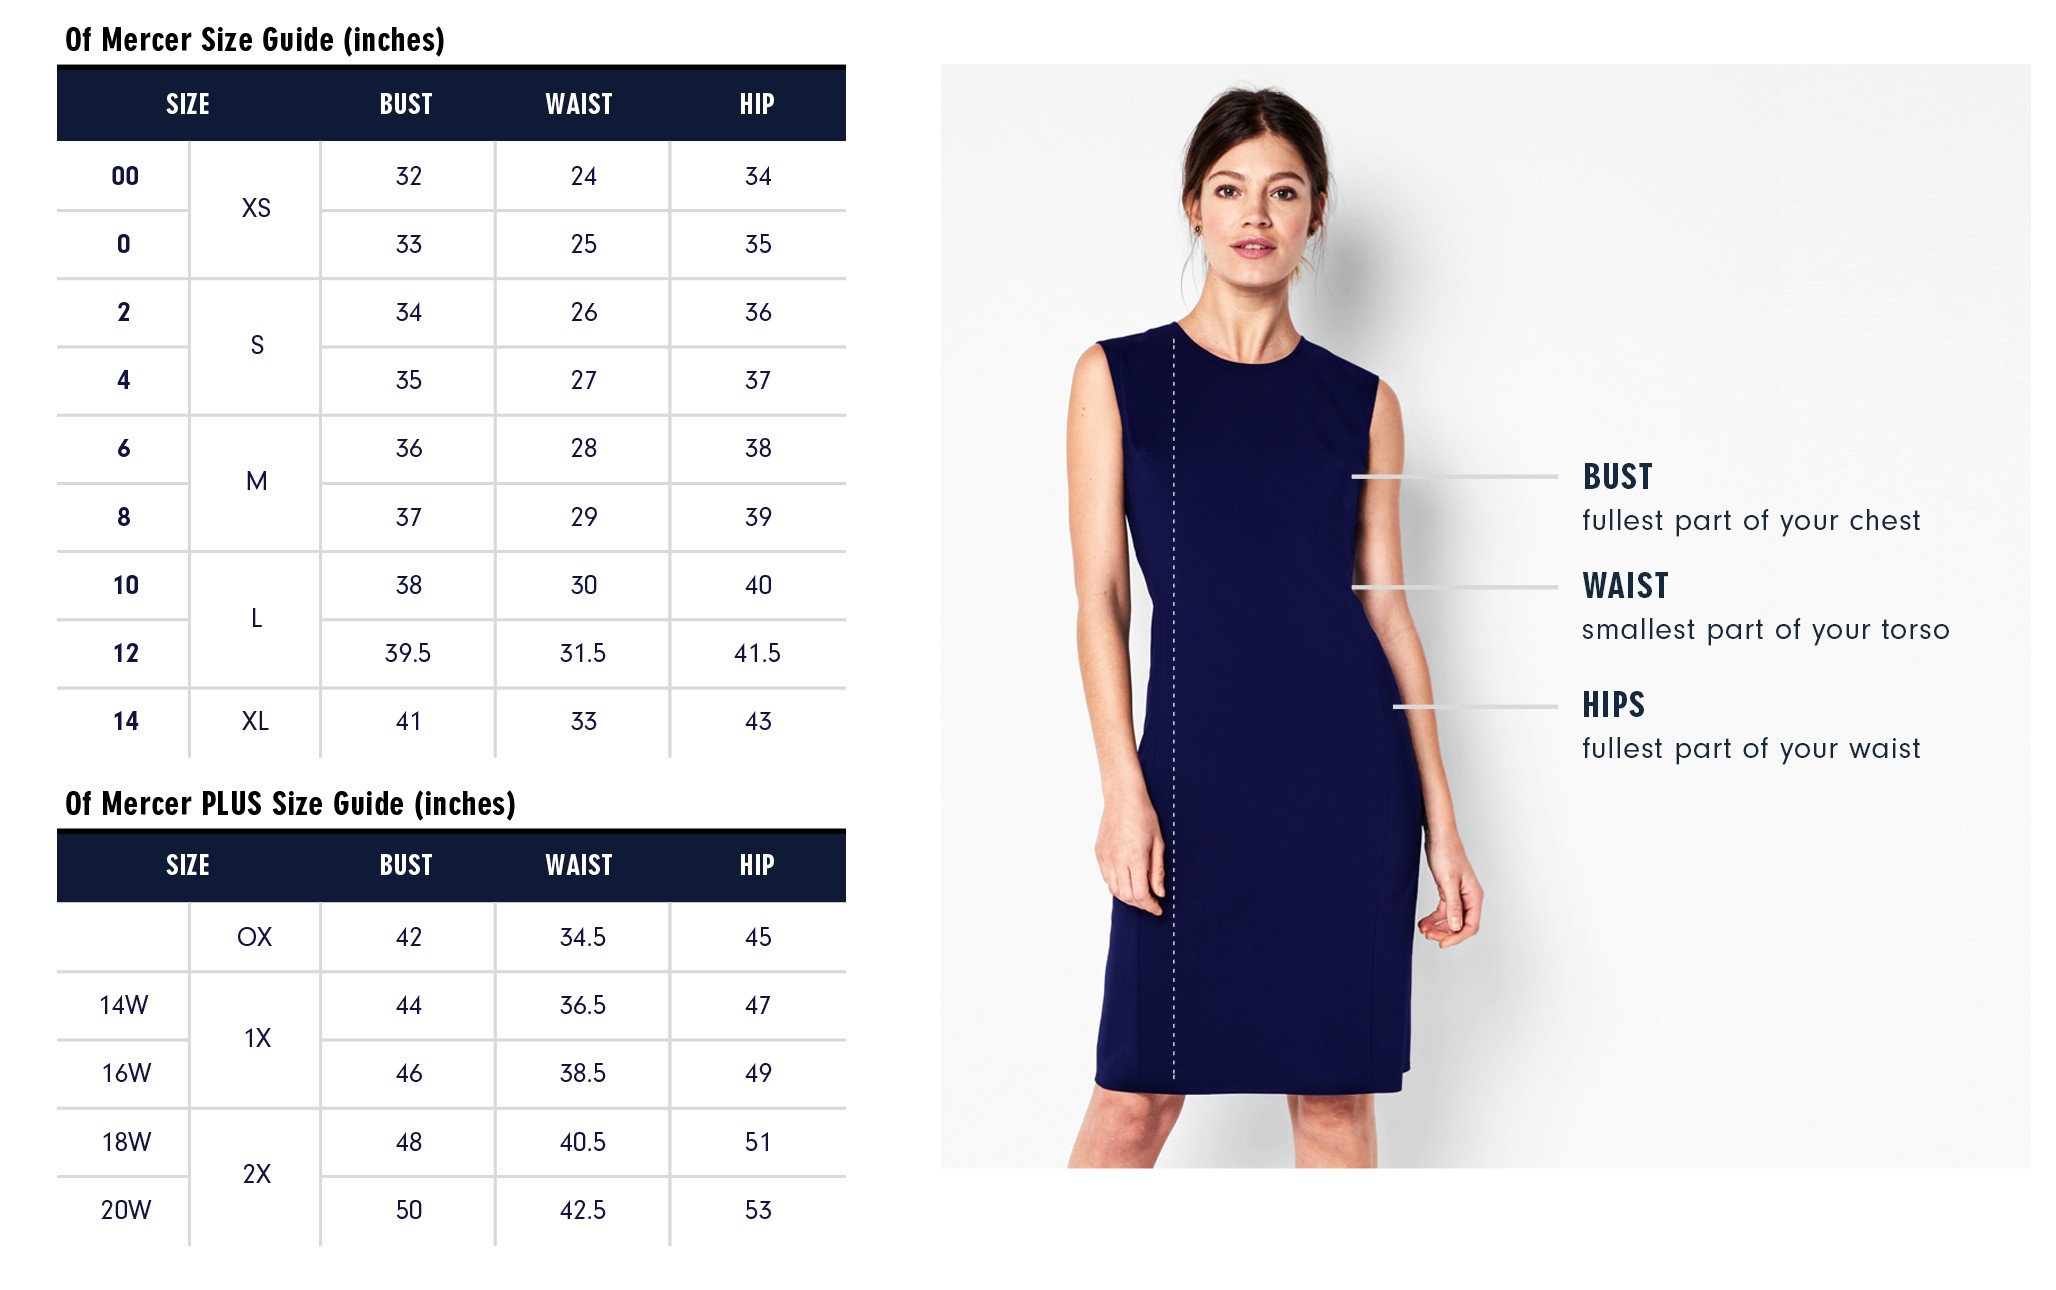 Of Mercer Size Guide (inches)
SIZE BUST WAIST HIP
00 XS 32 24 34
0 33 25 35
2 S 34 26 36
4 35 27 37
6 M 36 28 38
8 37 29 39
10 L 38 30 40
12 39.5 31.5 41.5
14 XL 41 33 43
Of Mercer PLUS Size Guide (inches)
SIZE BUST WAIST HIP
OX 42 34.5 45
14W 1X 44 36.5 47
16W 46 38.5 49
18W 2X 48 40.5 51
20W 50 42.5 53
BUST
fullest part of your chest
WAIST
smallest part of your torso
HIPS
fullest part of your waist